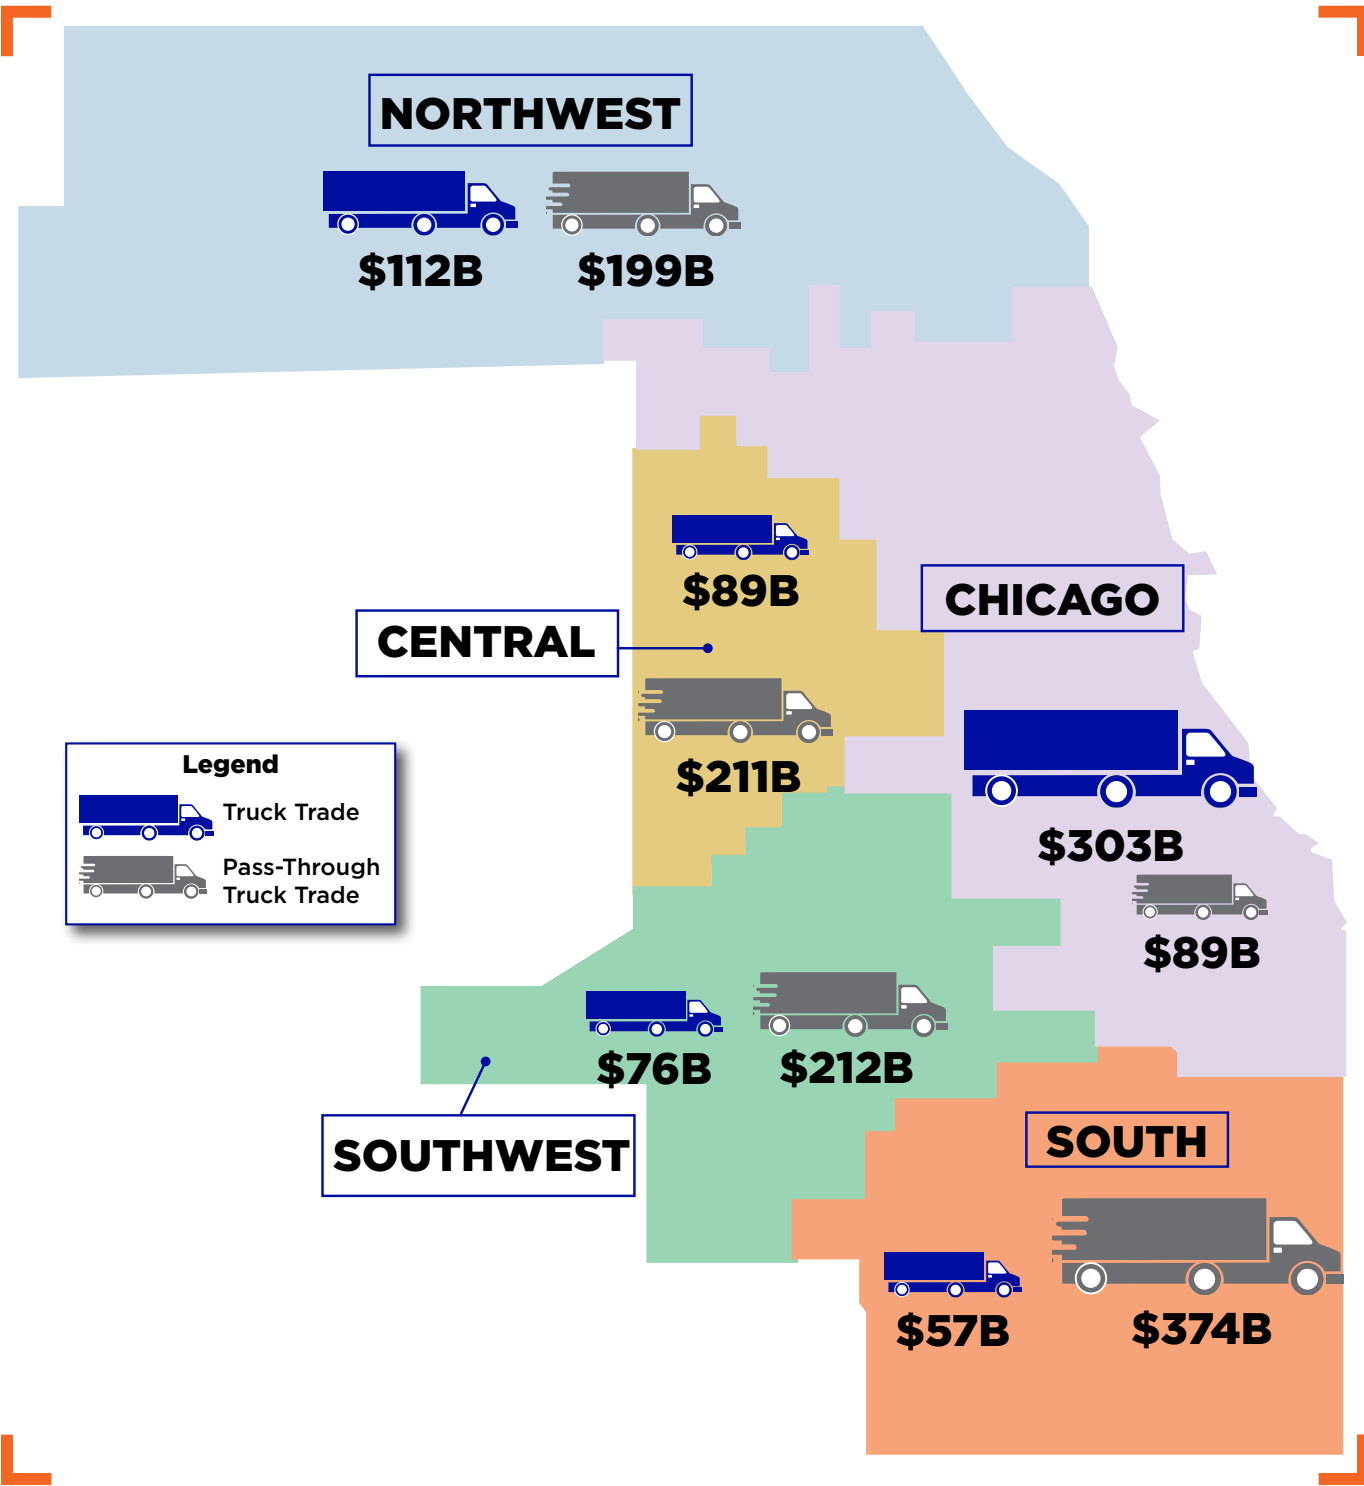 NORTHWEST
$112B
$199B
$89B
CENTRAL
$211B
CHICAGO
$303B
$89B
Legend
Truck Trade
Pass-Through
Truck Trade
$76B
$212B
SOUTHWEST
SOUTH
$57B
$374B